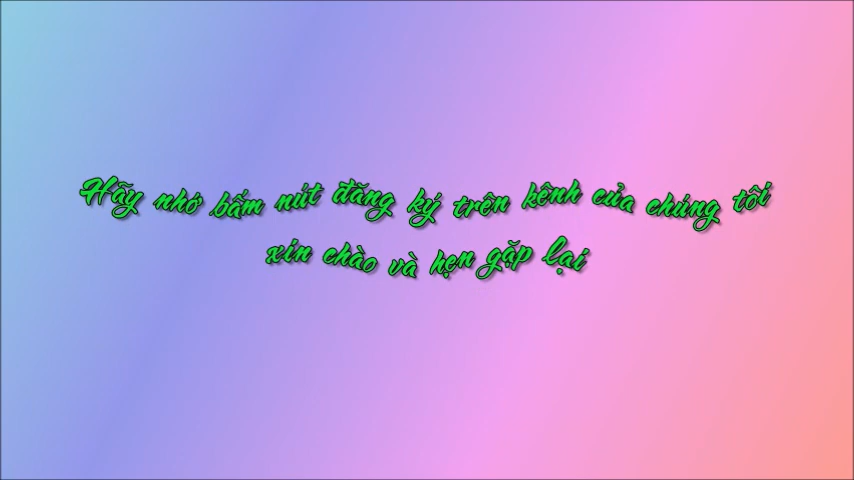 Hãy nhớ bấm nút đăng ký trên kênh của chúng tôi
xin chào và hẹn gặp lại